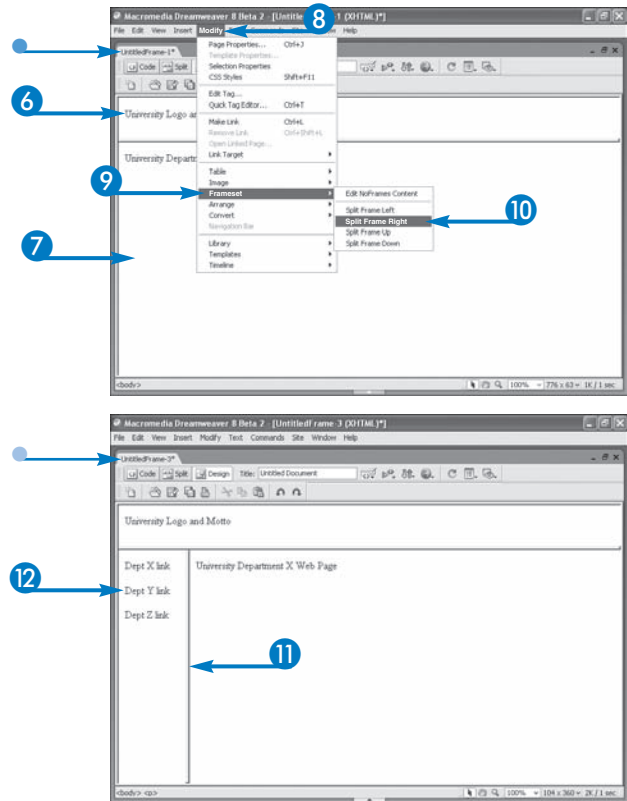 Macromedia Dreamweaver 8 Beta 2 - [Untitled 1 (XHTML)*]
8
File Edit View Insert Modify Help
UntitledFrame-1*
Code Split
Page Properties... Ctrl+J
Template Properties...
Selection Properties
CSS Styles Shift+F11
Edit Tag...
Quick Tag Editor... Ctrl+T
6
University Logo
Make Link Ctrl+L
Remove Link Ctrl+Shift+L
Open Linked Page...
Link Target
University
Table
Image
9
Frameset
Arrange
Convert
Navigation Bar
Library
Templates
Timeline
Edit NoFrames Content
Split Frame Left
Split Frame Right
Split Frame Up
Split Frame Down
10
7
<body>
100% 776 x 63 1K / 1 sec
Macromedia Dreamweaver 8 Beta 2 - [UntitledFrame-3 (XHTML)*]
File Edit View Insert Modify Text Commands Site Window Help
UntitledFrame-3*
Code Split Design Title: Untitled Document
University Logo and Motto
Dept X link University Department X Web Page
12
Dept Y link
Dept Z link
11
<body> <p>
100% 104 x 360 2K / 1 sec